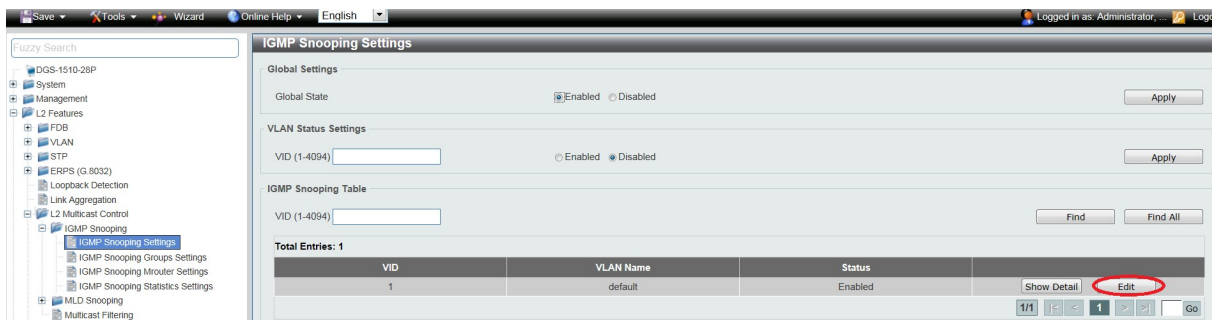 Save Tools Wizard Online Help English Logged in as: Administrator, ... Logo
Fuzzy Search
DGS-1510-28P
System
Management
L2 Features
FDB
VLAN
STP
ERPS (G.8032)
Loopback Detection
Link Aggregation
L2 Multicast Control
IGMP Snooping
IGMP Snooping Settings
IGMP Snooping Groups Settings
IGMP Snooping Mrouter Settings
IGMP Snooping Statistics Settings
MLD Snooping
Multicast Filtering
IGMP Snooping Settings
Global Settings
Global State Enabled Disabled Apply
VLAN Status Settings
VID (1-4094) Enabled Disabled Apply
IGMP Snooping Table
VID (1-4094) Find Find All
Total Entries: 1
VID VLAN Name Status
1 default Enabled Show Detail Edit
1/1 |< < 1 > >| Go